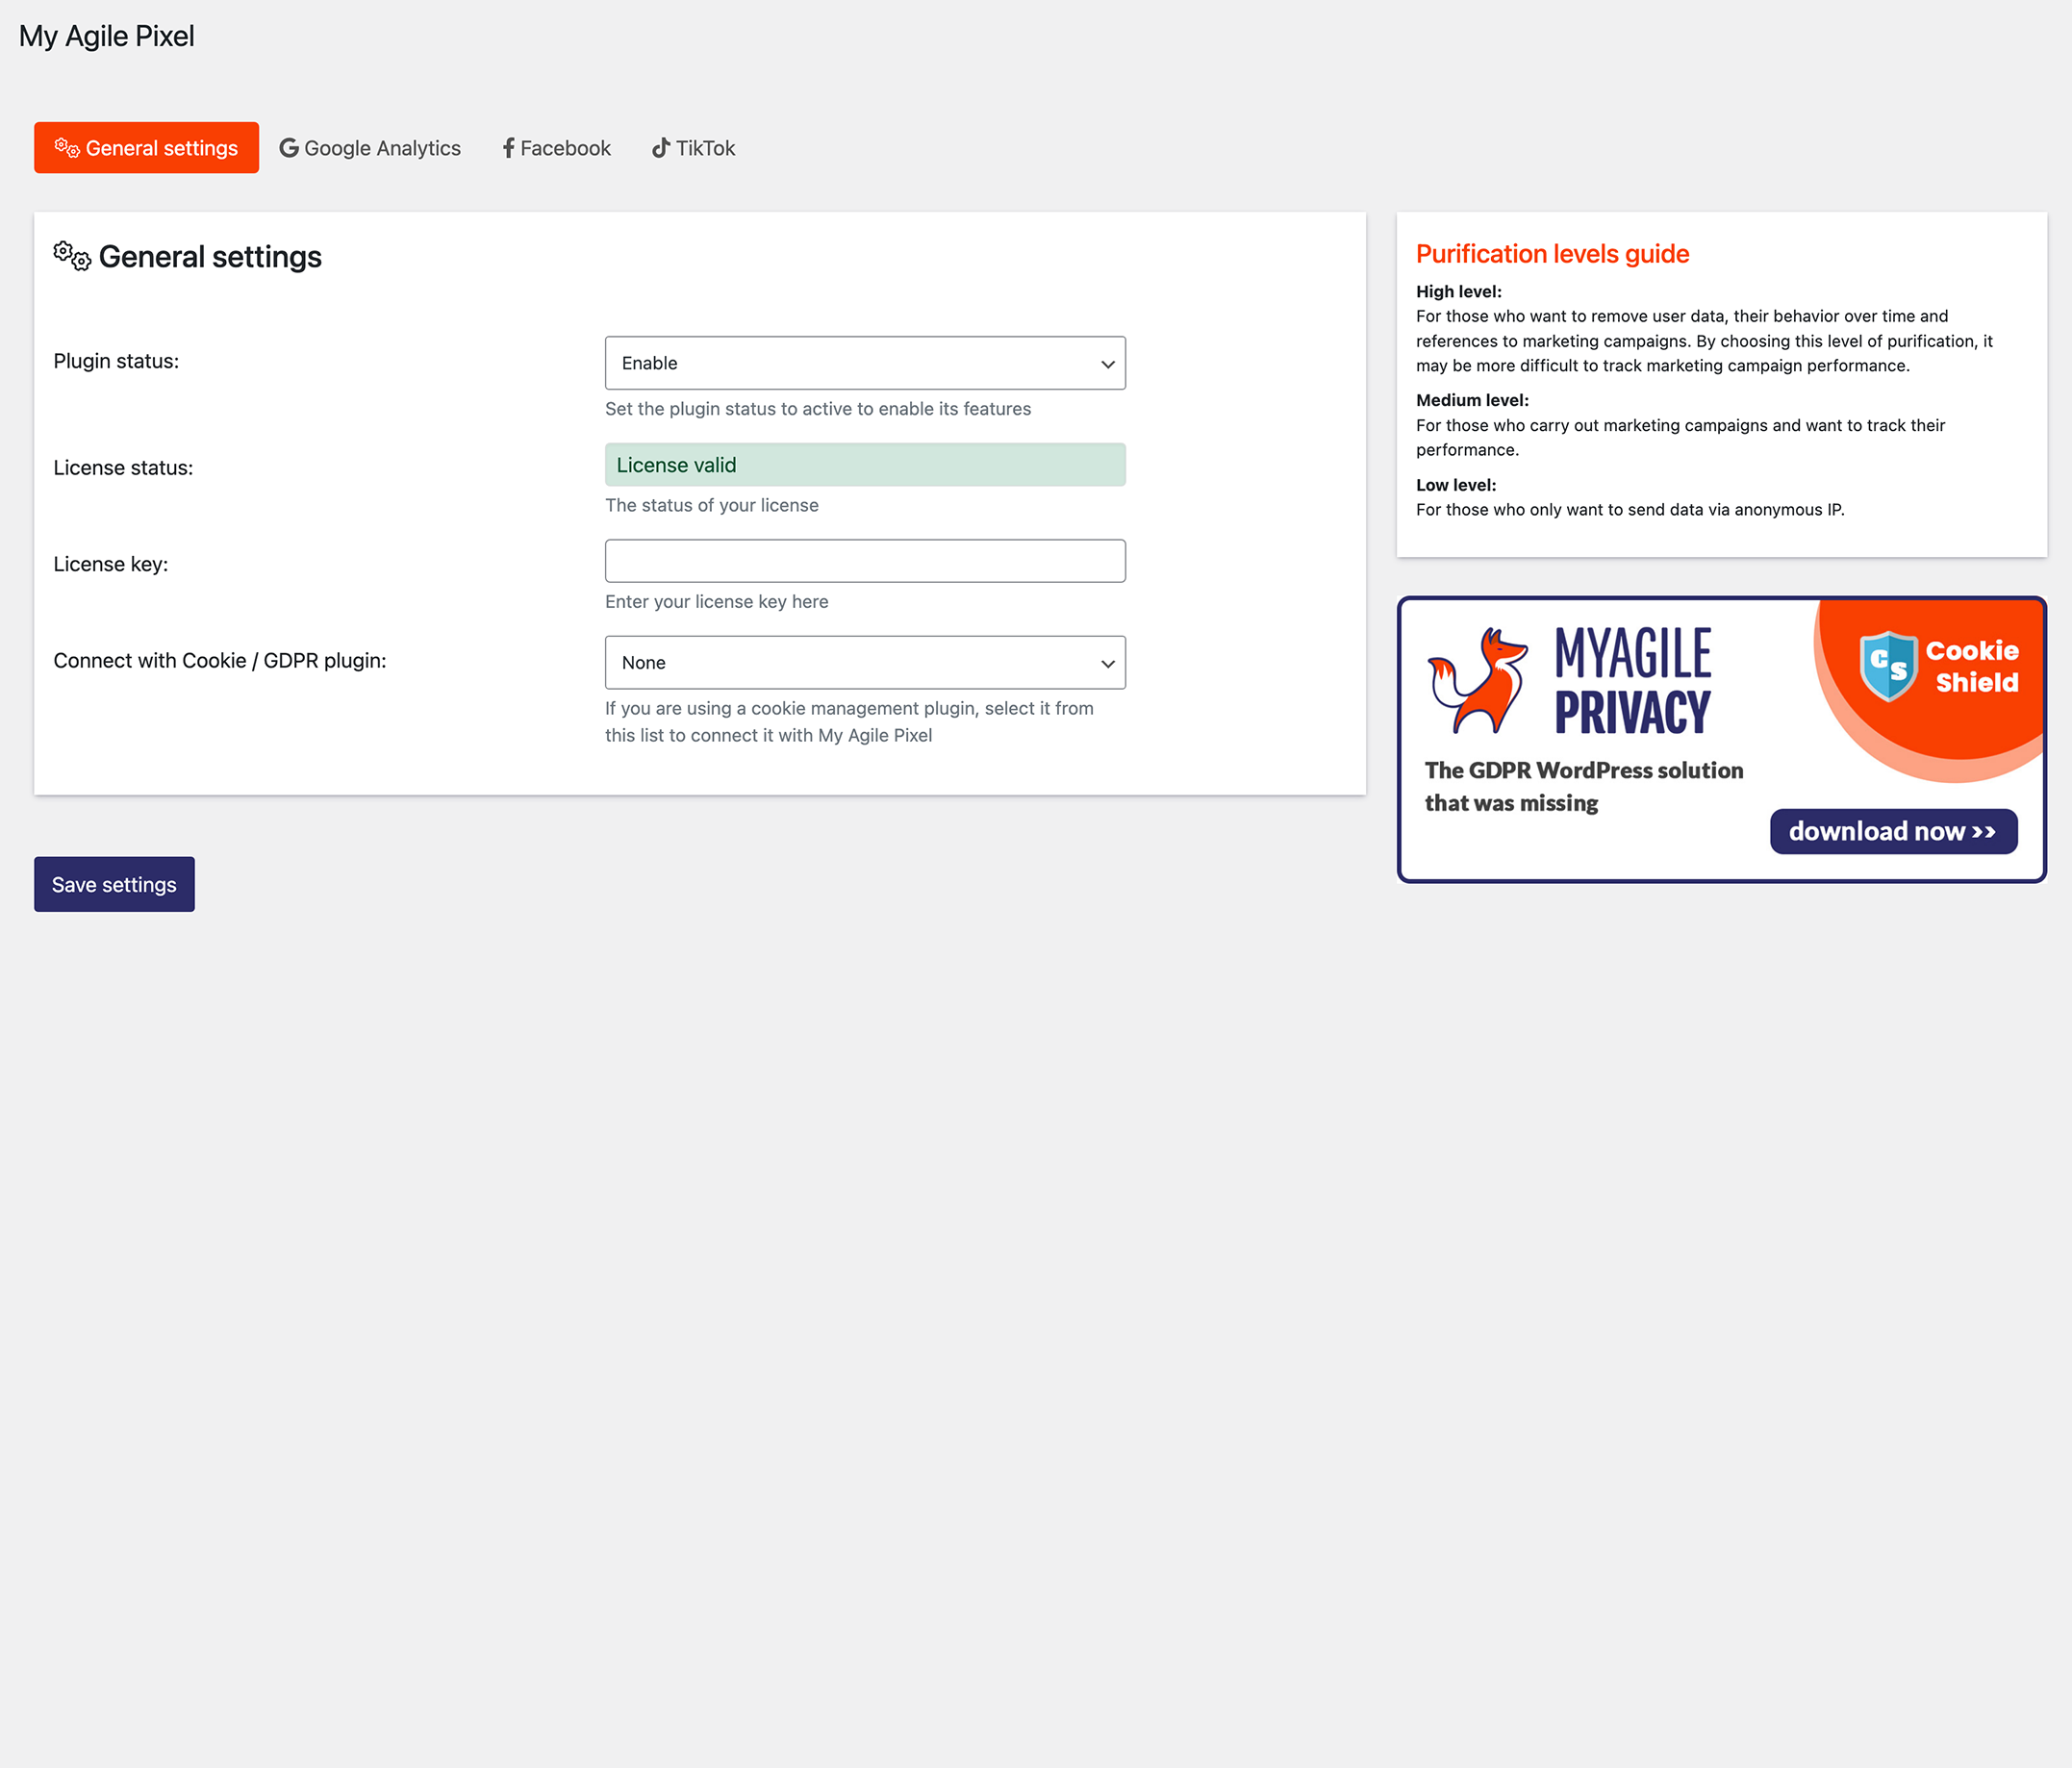 My Agile Pixel
General settings
Google Analytics
Facebook
TikTok
General settings
Plugin status:
Enable
Set the plugin status to active to enable its features
License status:
License valid
The status of your license
License key:
Enter your license key here
Connect with Cookie / GDPR plugin:
None
If you are using a cookie management plugin, select it from
this list to connect it with My Agile Pixel
Save settings
Purification levels guide
High level:
For those who want to remove user data, their behavior over time and
references to marketing campaigns. By choosing this level of purification, it
may be more difficult to track marketing campaign performance.
Medium level:
For those who carry out marketing campaigns and want to track their
performance.
Low level:
For those who only want to send data via anonymous IP.
MYAGILE
PRIVACY
CS
Cookie
Shield
The GDPR WordPress solution
that was missing
download now >>